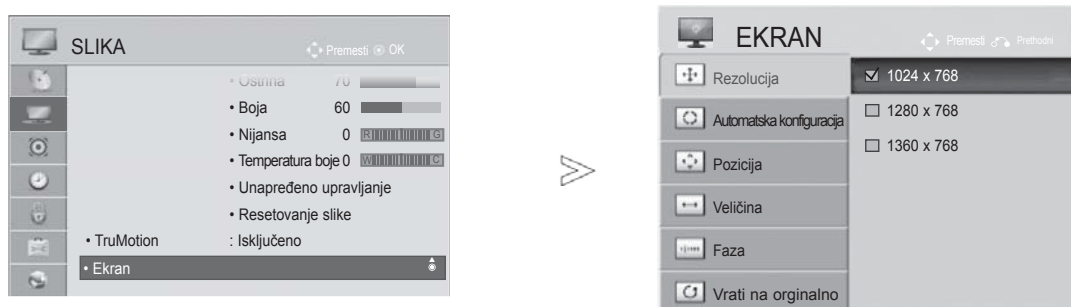 SLIKA
Premesti OK
• Oštrina 70
• Boja 60
• Nijansa 0 R G
• Temperatura boje 0 W C
• Unapređeno upravljanje
• Resetovanje slike
• TruMotion : Isključeno
• Ekran
EKRAN
Premesti Prethodni
Rezolucija
Automatska konfiguracija
Pozicija
Veličina
Faza
Vrati na orginalno
1024 x 768
1280 x 768
1360 x 768